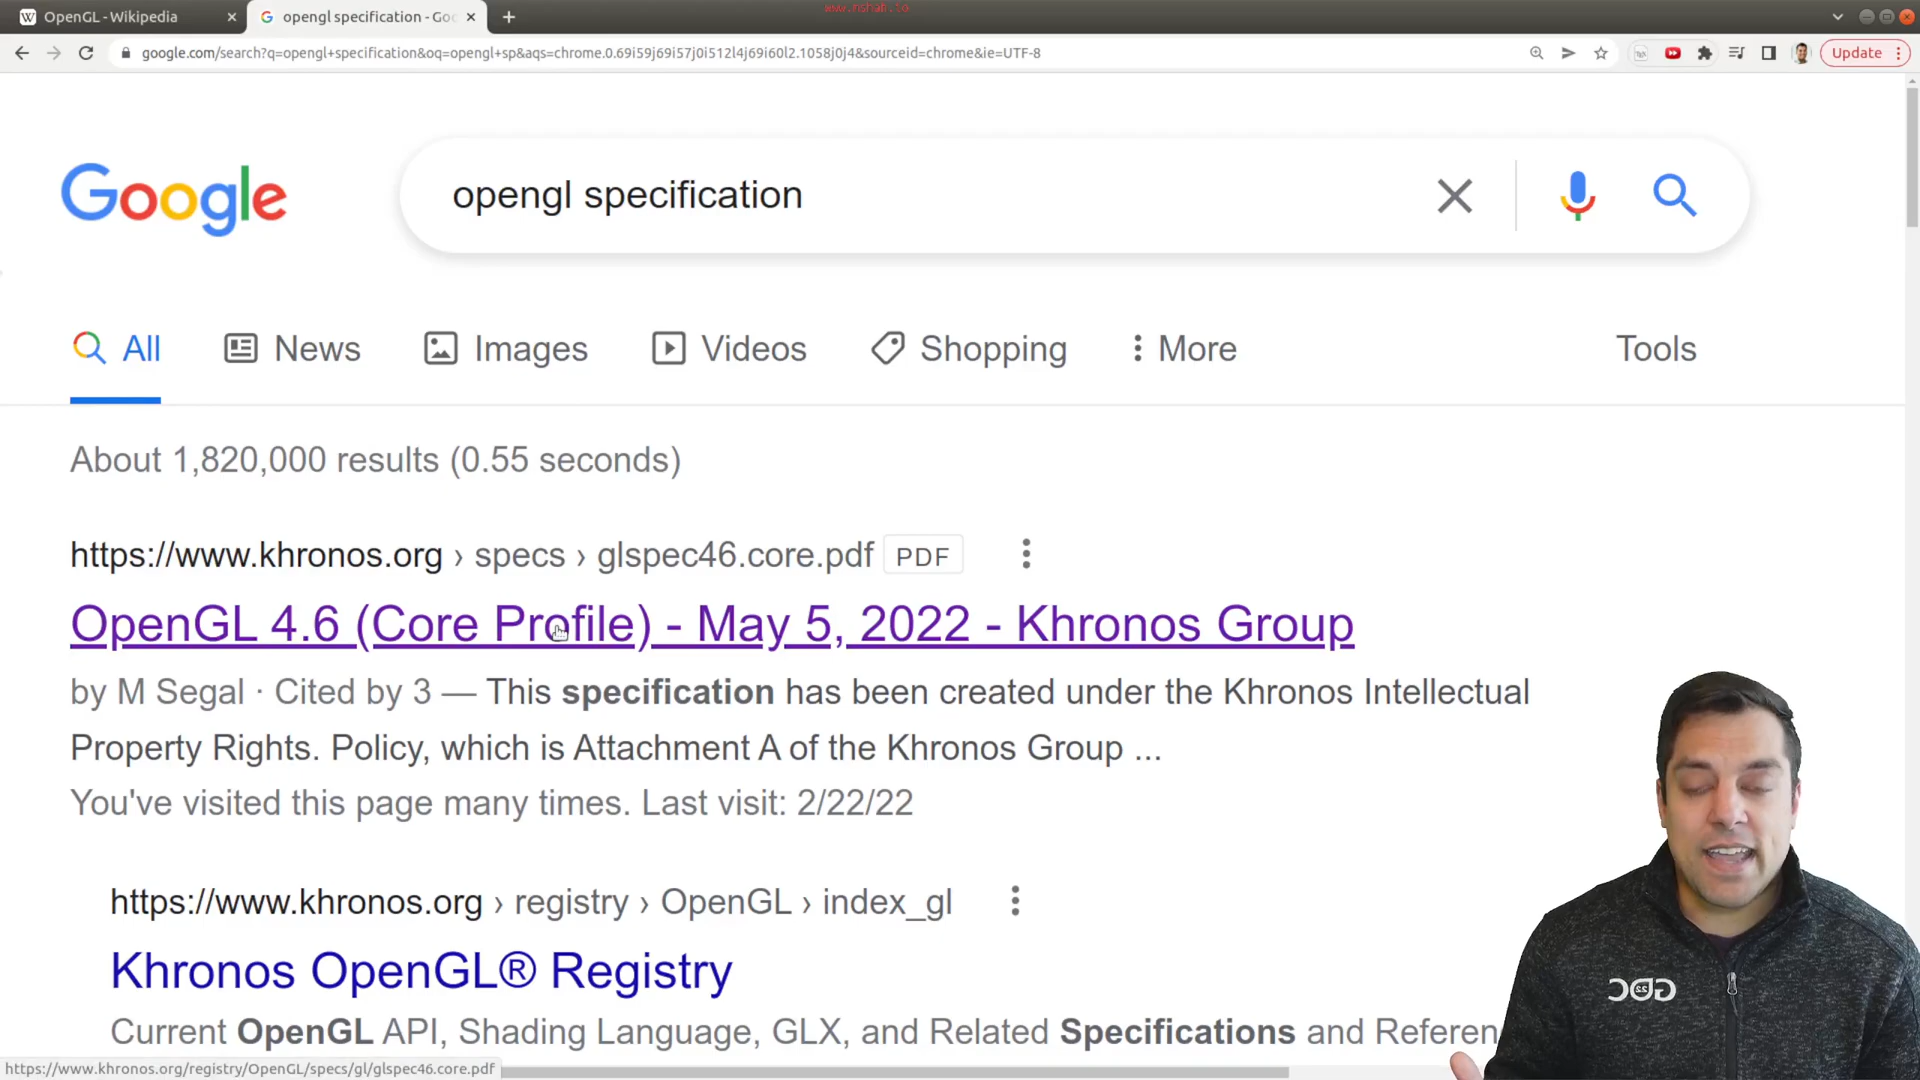 OpenGL - Wikipedia
opengl specification - Goo
www.rrshab.to
google.com/search?q=opengl+specification&oq=opengl+sp&aqs=chrome.0.69i59j69i57j0i512l4j69i60l2.1058j0j4&sourceid=chrome&ie=UTF-8
Update
Google
opengl specification
All
News
Images
Videos
Shopping
More
Tools
About 1,820,000 results (0.55 seconds)
https://www.khronos.org › specs › glspec46.core.pdf PDF
OpenGL 4.6 (Core Profile) - May 5, 2022 - Khronos Group
by M Segal · Cited by 3 — This specification has been created under the Khronos Intellectual
Property Rights. Policy, which is Attachment A of the Khronos Group ...
You've visited this page many times. Last visit: 2/22/22
https://www.khronos.org › registry › OpenGL › index_gl
Khronos OpenGL® Registry
Current OpenGL API, Shading Language, GLX, and Related Specifications and Referen
GDC 22
https://www.khronos.org/registry/OpenGL/specs/gl/glspec46.core.pdf